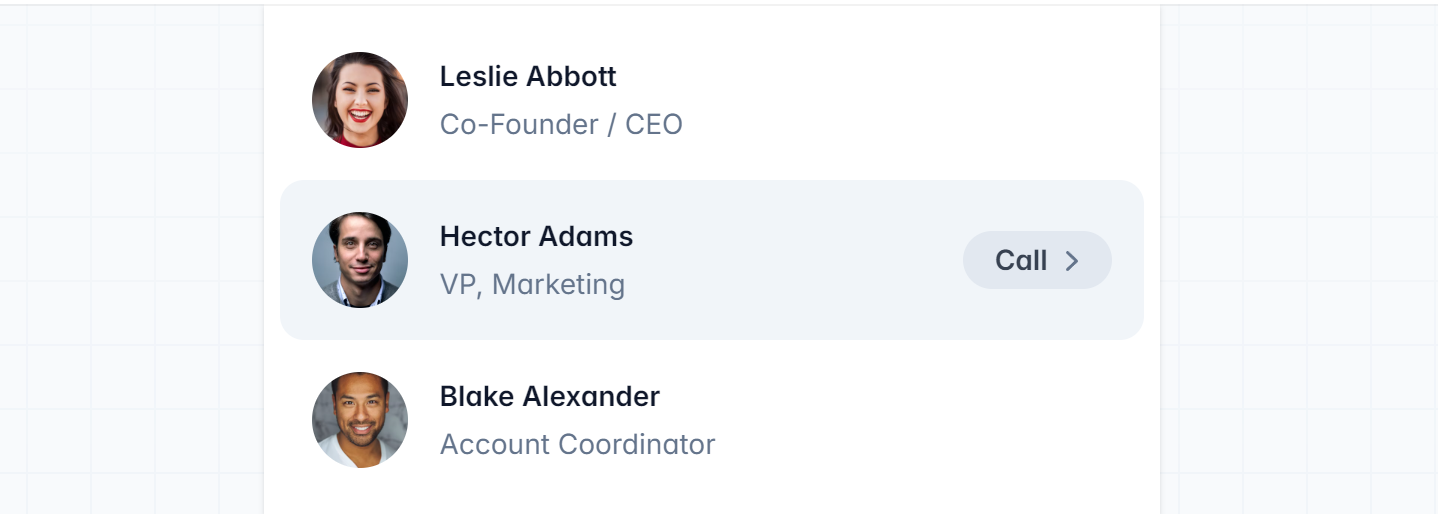 Leslie Abbott
Co-Founder / CEO
Hector Adams
VP, Marketing
Call
Blake Alexander
Account Coordinator